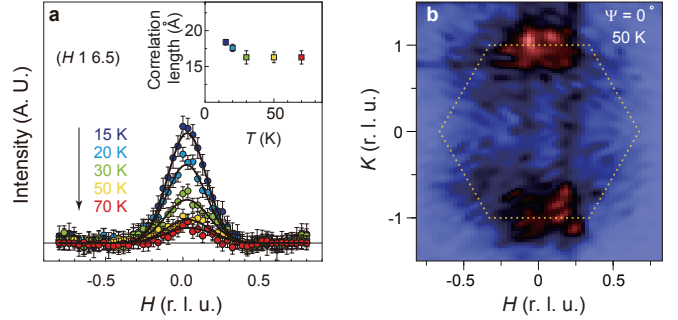 a
(H 1 6.5)
Intensity (A. U.)
15 K
20 K
30 K
50 K
70 K
-0.5
0.0
0.5
H (r. l. u.)
Correlation
length (Å)
20
15
0
50
T (K)
b
Ψ = 0°
50 K
K (r. l. u.)
1
0
-1
-0.5
0
0.5
H (r. l. u.)